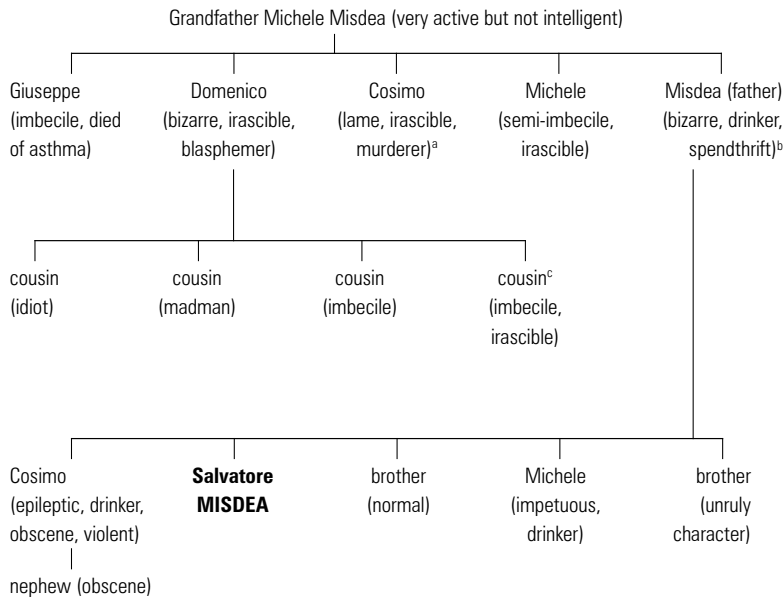 Grandfather Michele Misdea (very active but not intelligent)
Giuseppe
(imbecile, died
of asthma)
Domenico
(bizarre, irascible,
blasphemer)
Cosimo
(lame, irascible,
murderer)ᵃ
Michele
(semi-imbecile,
irascible)
Misdea (father)
(bizarre, drinker,
spendthrift)ᵇ
cousin
(idiot)
cousin
(madman)
cousin
(imbecile)
cousinᶜ
(imbecile,
irascible)
Cosimo
(epileptic, drinker,
obscene, violent)
Salvatore
MISDEA
brother
(normal)
Michele
(impetuous,
drinker)
brother
(unruly
character)
nephew (obscene)